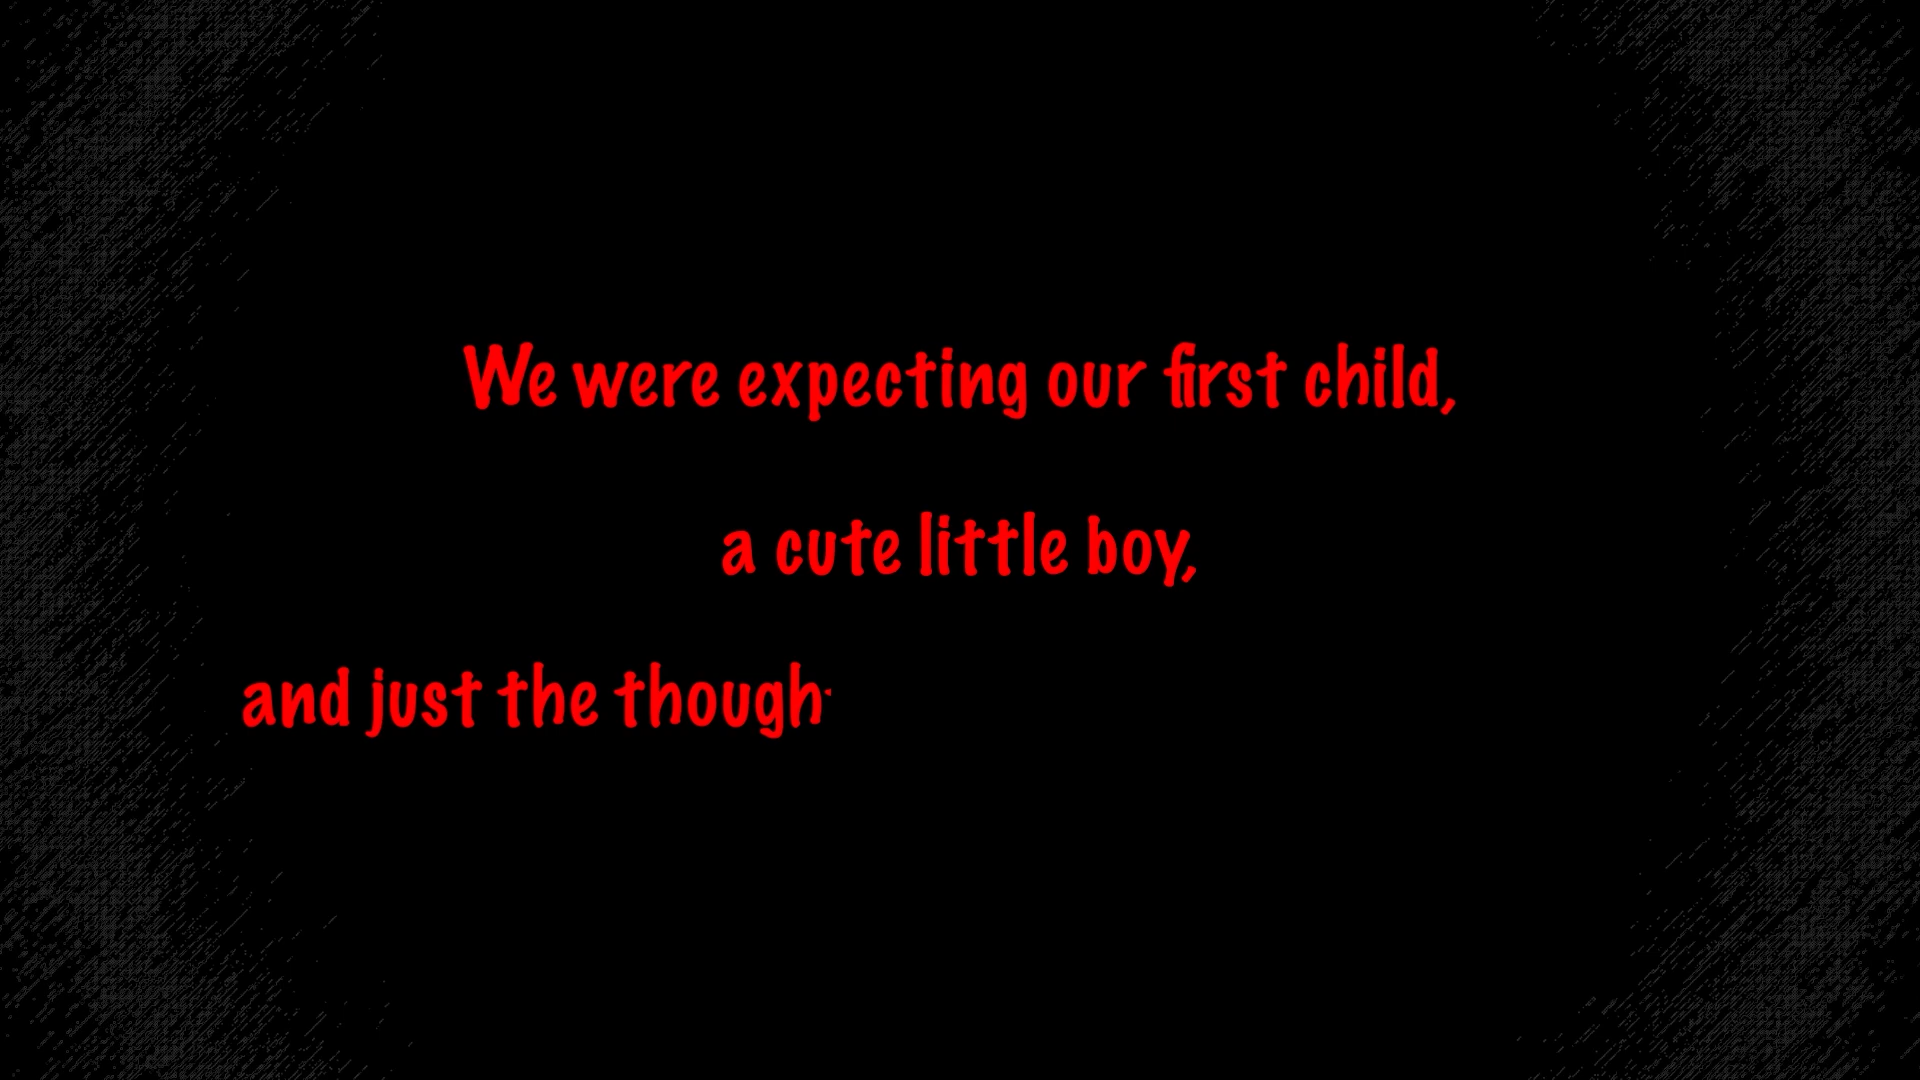 We were expecting our first child,
a cute little boy,
and just the though